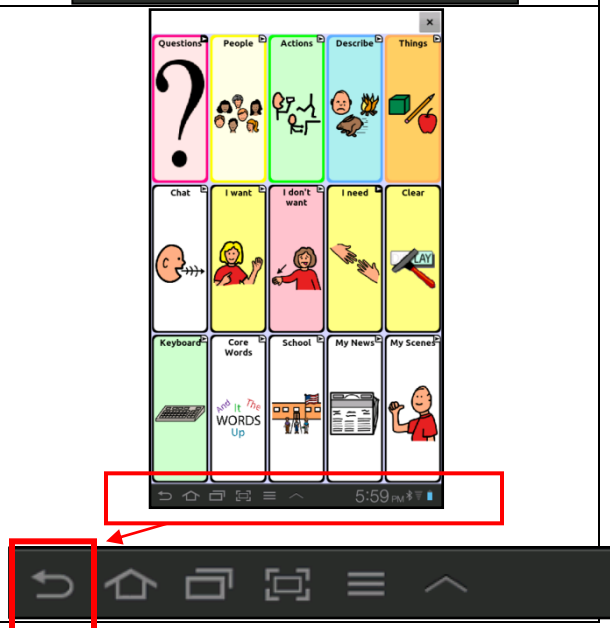 ×
Questions People Actions Describe Things
Chat I want I don't want I need Clear
LAY
Keyboard Core Words School My News My Scenes
And It The
WORDS
Up
5:59 PM